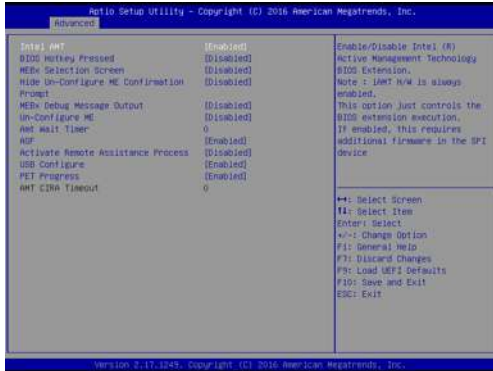 Aptio Setup Utility - Copyright (C) 2016 American Megatrends, Inc.
Advanced
Intel AMT [Enabled]
BIOS Hotkey Pressed [Disabled]
MEBx Selection Screen [Disabled]
Hide Un-Configure ME Confirmation [Disabled]
Prompt
MEBx Debug Message Output [Disabled]
Un-Configure ME [Disabled]
Amt Wait Timer 0
ASF [Enabled]
Activate Remote Assistance Process [Disabled]
USB Configure [Enabled]
PET Progress [Enabled]
AMT CIRA Timeout 0
Enable/Disable Intel (R)
Active Management Technology
BIOS Extension.
Note : iAMT H/W is always
enabled.
This option just controls the
BIOS extension execution.
If enabled, this requires
additional firmware in the SPI
device
↔: Select Screen
↑↓: Select Item
Enter: Select
+/-: Change Option
F1: General Help
F7: Discard Changes
F9: Load UEFI Defaults
F10: Save and Exit
ESC: Exit
Version 2.17.1249. Copyright (C) 2016 American Megatrends, Inc.